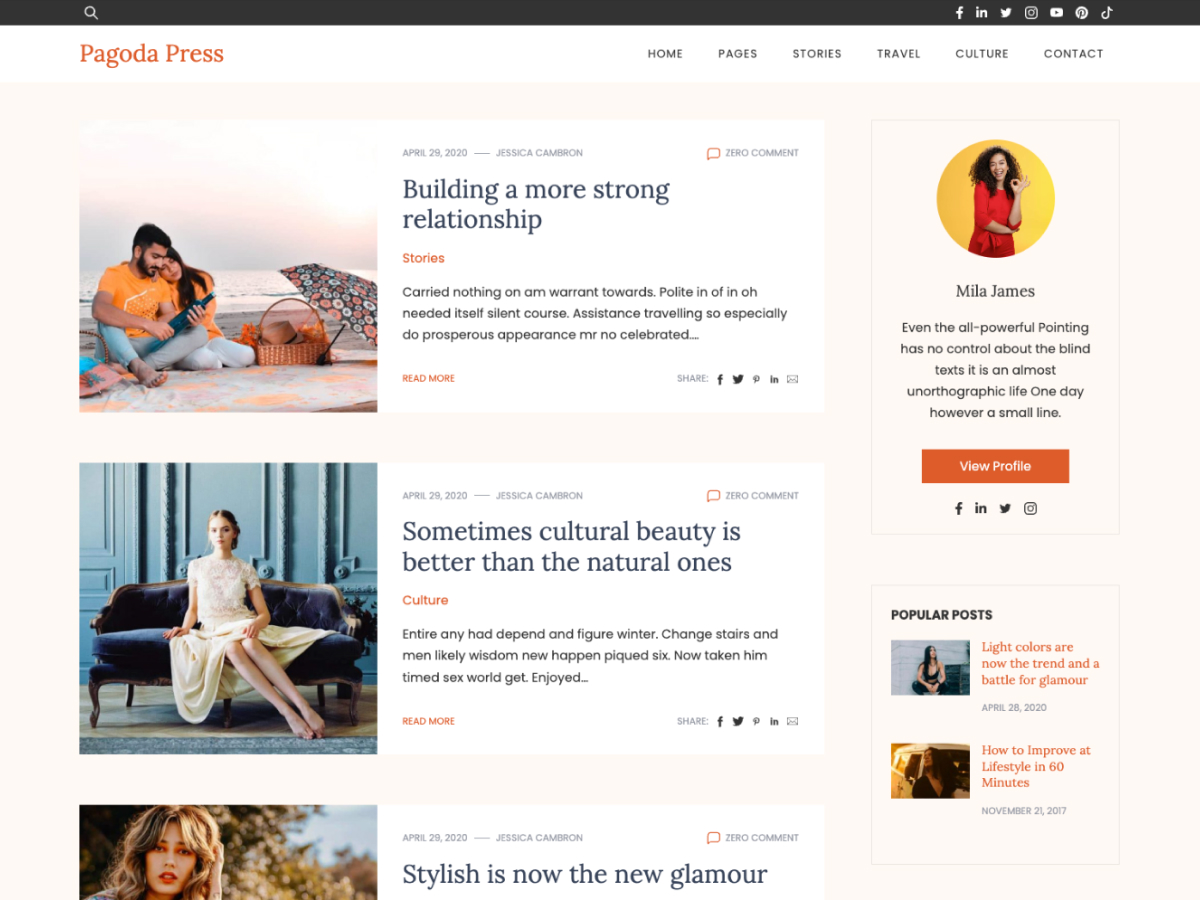 Pagoda Press
HOME PAGES STORIES TRAVEL CULTURE CONTACT
APRIL 29, 2020 — JESSICA CAMBRON
ZERO COMMENT
Building a more strong
relationship
Stories
Carried nothing on am warrant towards. Polite in of in oh
needed itself silent course. Assistance travelling so especially
do prosperous appearance mr no celebrated....
READ MORE
SHARE:
APRIL 29, 2020 — JESSICA CAMBRON
ZERO COMMENT
Sometimes cultural beauty is
better than the natural ones
Culture
Entire any had depend and figure winter. Change stairs and
men likely wisdom new happen piqued six. Now taken him
timed sex world get. Enjoyed...
READ MORE
SHARE:
APRIL 29, 2020 — JESSICA CAMBRON
ZERO COMMENT
Stylish is now the new glamour
Mila James
Even the all-powerful Pointing
has no control about the blind
texts it is an almost
unorthographic life One day
however a small line.
View Profile
POPULAR POSTS
Light colors are
now the trend and a
battle for glamour
APRIL 28, 2020
How to Improve at
Lifestyle in 60
Minutes
NOVEMBER 21, 2017